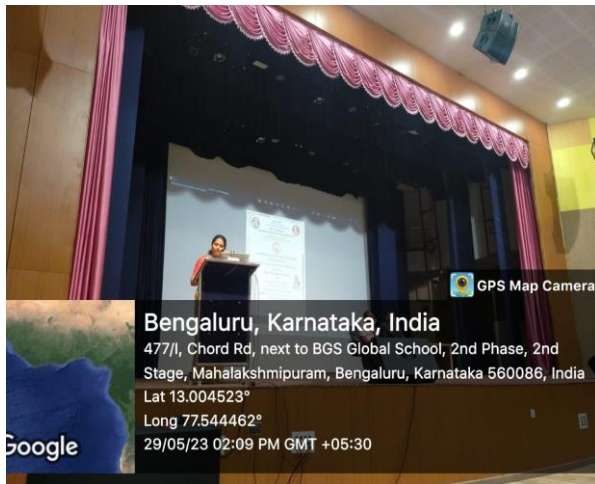 GPS Map Camera
Bengaluru, Karnataka, India
477/I, Chord Rd, next to BGS Global School, 2nd Phase, 2nd
Stage, Mahalakshmipuram, Bengaluru, Karnataka 560086, India
Lat 13.004523°
Long 77.544462°
29/05/23 02:09 PM GMT +05:30
Google